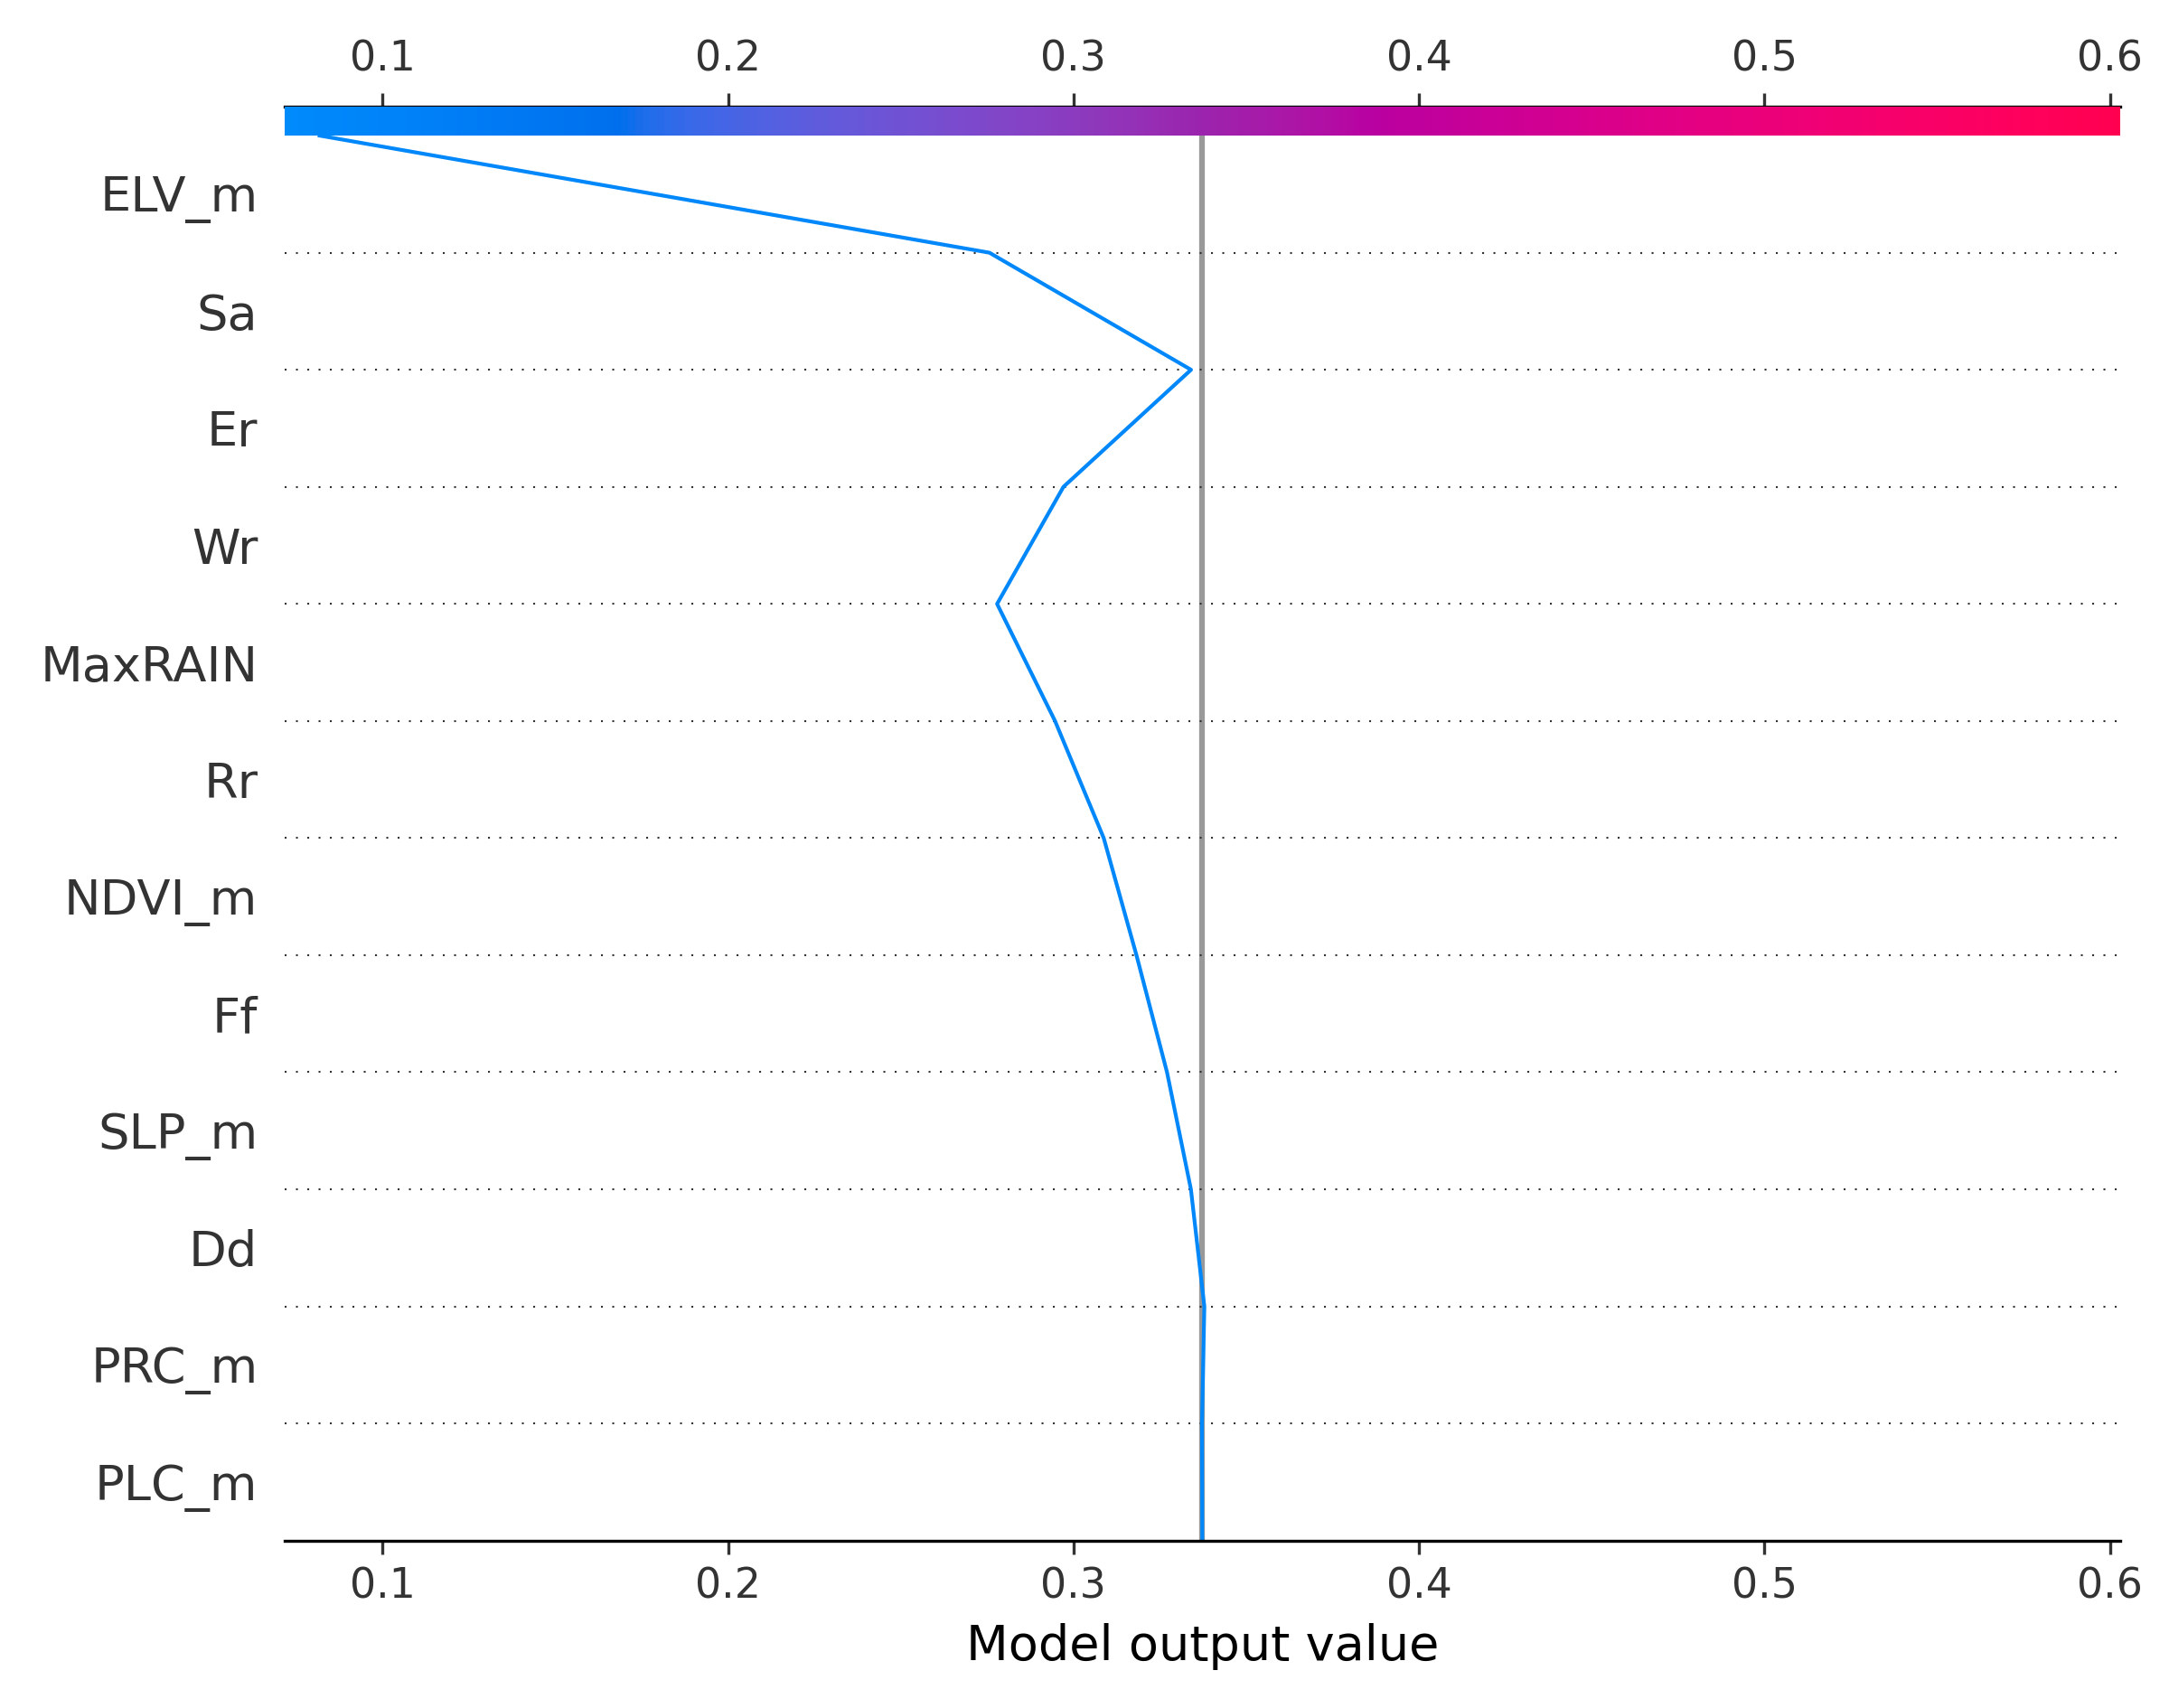 0.1 0.2 0.3 0.4 0.5 0.6
ELV_m
Sa
Er
Wr
MaxRAIN
Rr
NDVI_m
Ff
SLP_m
Dd
PRC_m
PLC_m
0.1 0.2 0.3 0.4 0.5 0.6
Model output value